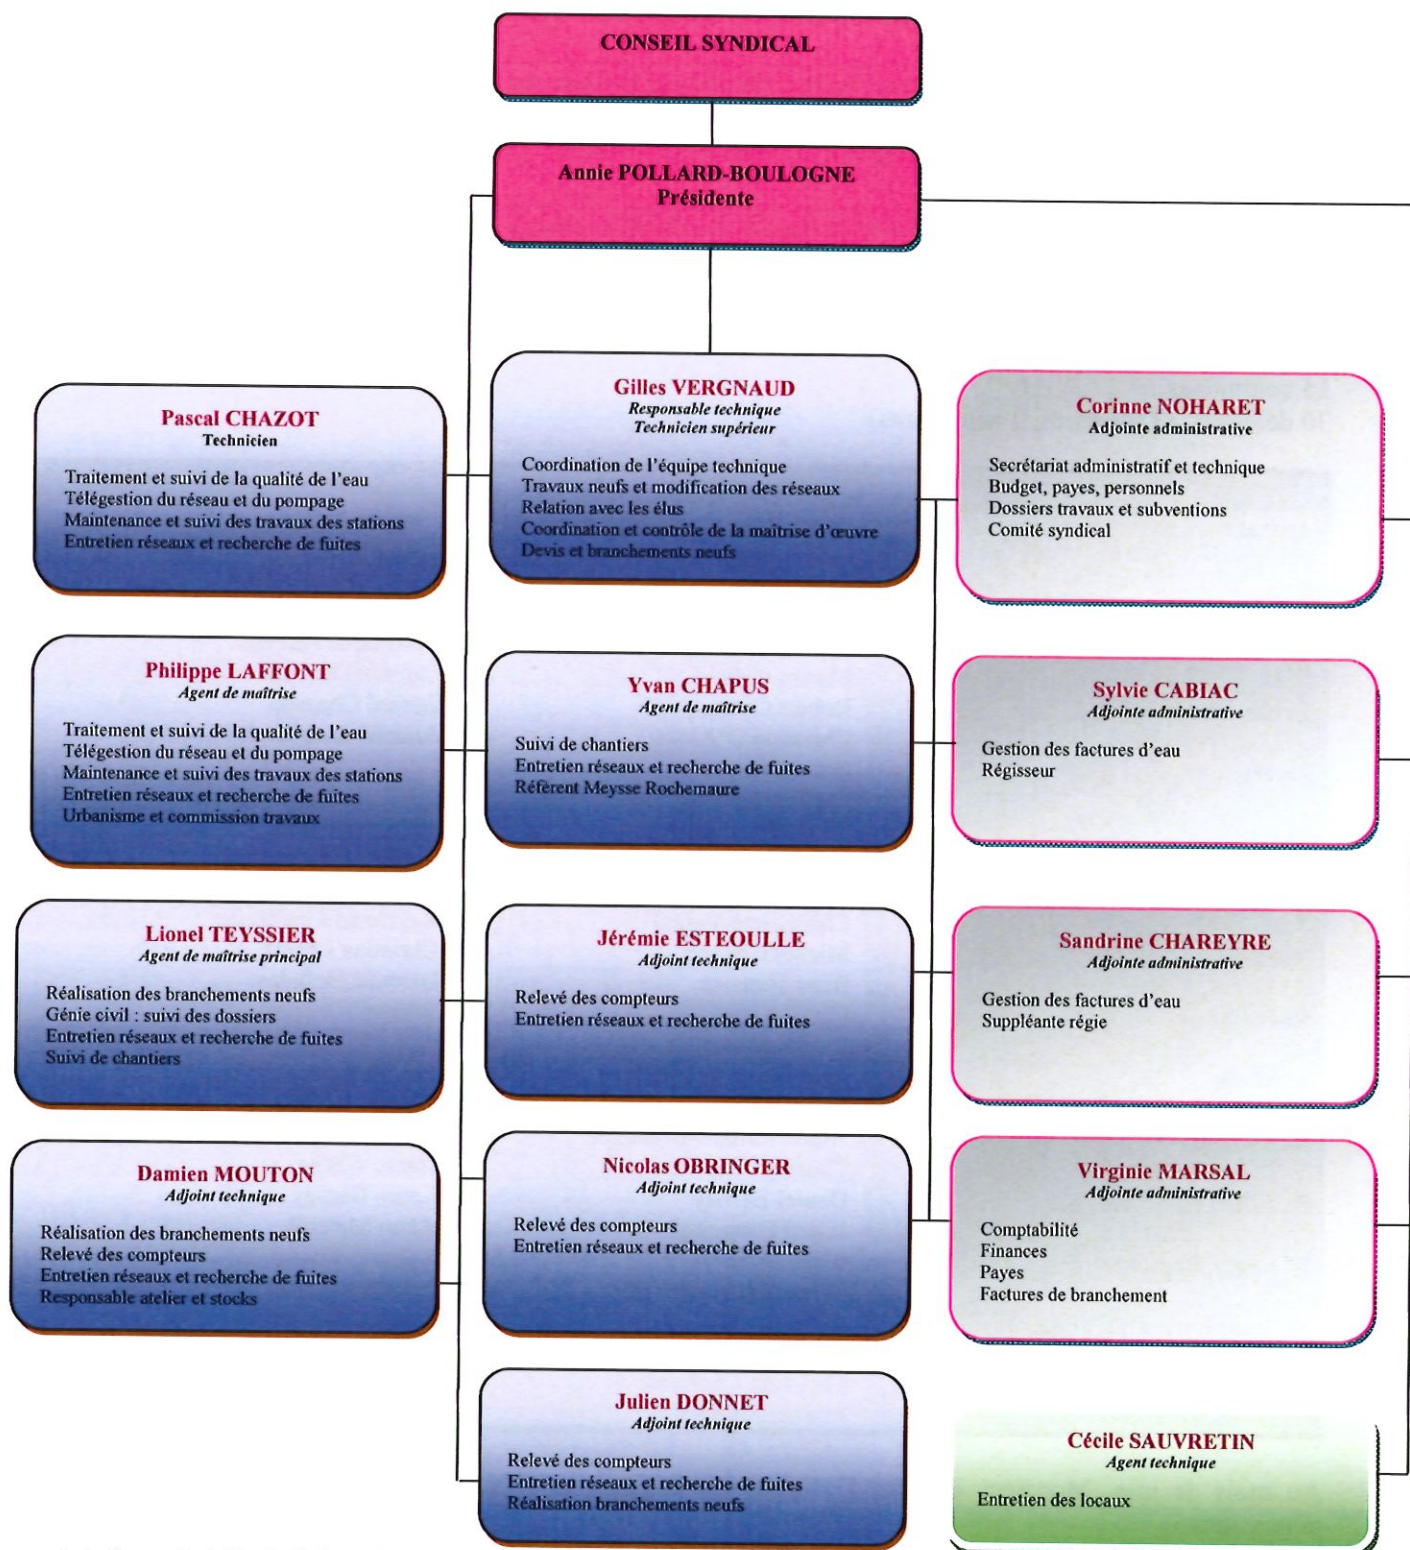 CONSEIL SYNDICAL
Annie POLLARD-BOULOGNE
Présidente
Pascal CHAZOT
Technicien
Traitement et suivi de la qualité de l'eau
Télégestion du réseau et du pompage
Maintenance et suivi des travaux des stations
Entretien réseaux et recherche de fuites
Gilles VERGNAUD
Responsable technique
Technicien supérieur
Coordination de l'équipe technique
Travaux neufs et modification des réseaux
Relation avec les élus
Coordination et contrôle de la maîtrise d'œuvre
Devis et branchements neufs
Corinne NOHARET
Adjointe administrative
Secrétariat administratif et technique
Budget, payes, personnels
Dossiers travaux et subventions
Comité syndical
Philippe LAFFONT
Agent de maîtrise
Traitement et suivi de la qualité de l'eau
Télégestion du réseau et du pompage
Maintenance et suivi des travaux des stations
Entretien réseaux et recherche de fuites
Urbanisme et commission travaux
Yvan CHAPUS
Agent de maîtrise
Suivi de chantiers
Entretien réseaux et recherche de fuites
Référent Meysse Rochemaure
Sylvie CABIAC
Adjointe administrative
Gestion des factures d'eau
Régisseur
Lionel TEYSSIER
Agent de maîtrise principal
Réalisation des branchements neufs
Génie civil : suivi des dossiers
Entretien réseaux et recherche de fuites
Suivi de chantiers
Jérémie ESTEOULLE
Adjoint technique
Relevé des compteurs
Entretien réseaux et recherche de fuites
Sandrine CHAREYRE
Adjointe administrative
Gestion des factures d'eau
Suppléante régie
Damien MOUTON
Adjoint technique
Réalisation des branchements neufs
Relevé des compteurs
Entretien réseaux et recherche de fuites
Responsable atelier et stocks
Nicolas OBRINGER
Adjoint technique
Relevé des compteurs
Entretien réseaux et recherche de fuites
Virginie MARSAL
Adjointe administrative
Comptabilité
Finances
Payes
Factures de branchement
Julien DONNET
Adjoint technique
Relevé des compteurs
Entretien réseaux et recherche de fuites
Réalisation branchements neufs
Cécile SAUVRETIN
Agent technique
Entretien des locaux